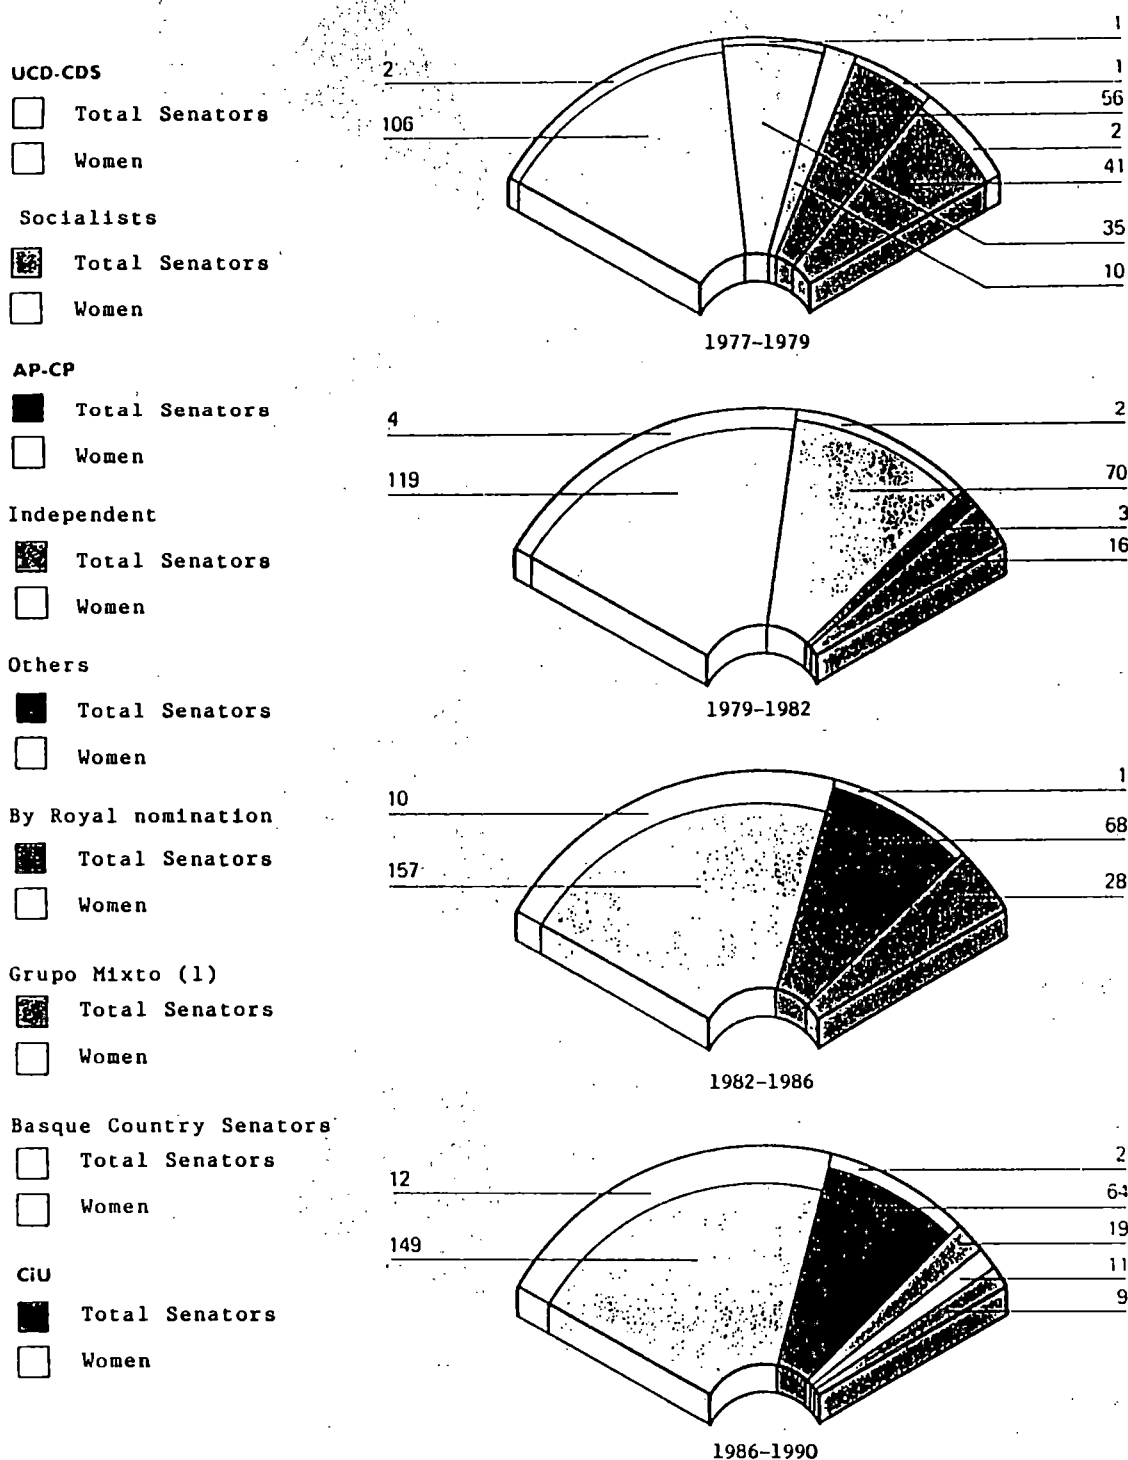 UCD-CDS
Total Senators
Women
Socialists
Total Senators
Women
AP-CP
Total Senators
Women
Independent
Total Senators
Women
Others
Total Senators
Women
By Royal nomination
Total Senators
Women
Grupo Mixto (1)
Total Senators
Women
Basque Country Senators
Total Senators
Women
CiU
Total Senators
Women
2
106
1
1
56
2
41
35
10
1977-1979
4
119
2
70
3
16
1979-1982
10
157
1
68
28
1982-1986
12
149
2
64
19
11
9
1986-1990